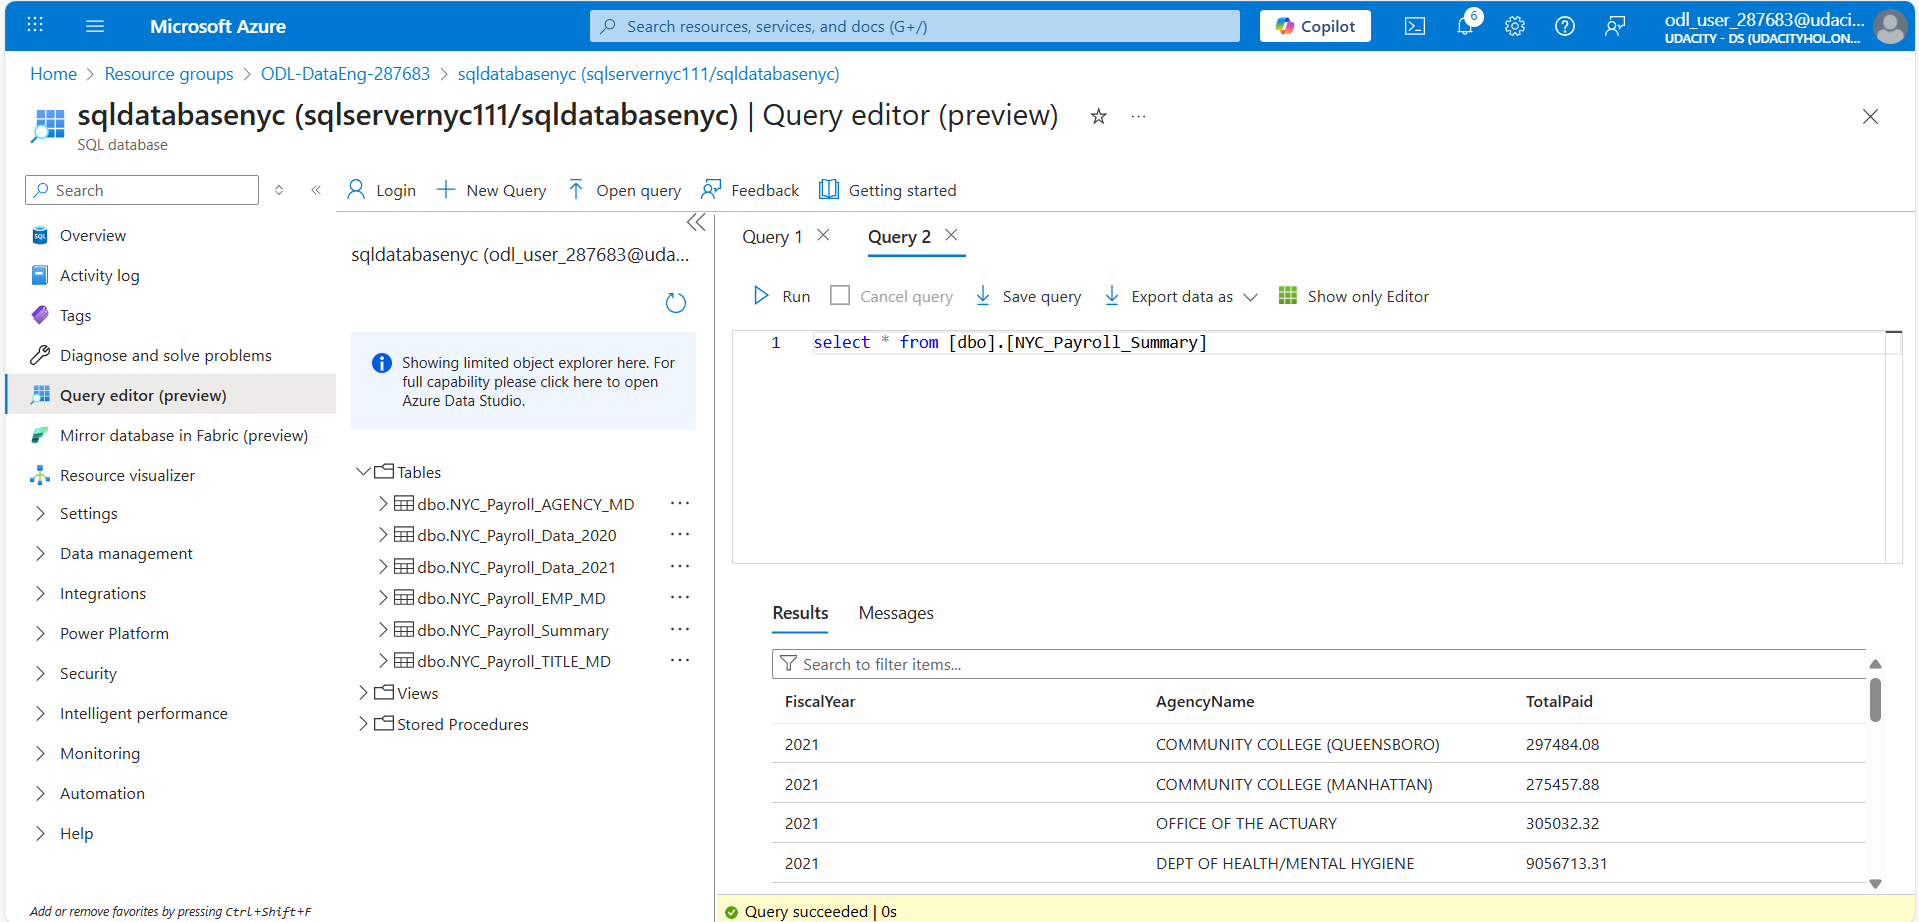 Microsoft Azure
Search resources, services, and docs (G+/)
Copilot
6
odl_user_287683@udaci...
UDACITY - DS (UDACITYHOL.ON...
Home > Resource groups > ODL-DataEng-287683 > sqldatabasenyc (sqlservernyc111/sqldatabasenyc)
sqldatabasenyc (sqlservernyc111/sqldatabasenyc) | Query editor (preview)
SQL database
Search
Login
New Query
Open query
Feedback
Getting started
Overview
Activity log
Tags
Diagnose and solve problems
Query editor (preview)
Mirror database in Fabric (preview)
Resource visualizer
Settings
Data management
Integrations
Power Platform
Security
Intelligent performance
Monitoring
Automation
Help
Add or remove favorites by pressing Ctrl+Shift+F
sqldatabasenyc (odl_user_287683@uda...
Showing limited object explorer here. For
full capability please click here to open
Azure Data Studio.
Tables
dbo.NYC_Payroll_AGENCY_MD
dbo.NYC_Payroll_Data_2020
dbo.NYC_Payroll_Data_2021
dbo.NYC_Payroll_EMP_MD
dbo.NYC_Payroll_Summary
dbo.NYC_Payroll_TITLE_MD
Views
Stored Procedures
Query 1
Query 2
Run
Cancel query
Save query
Export data as
Show only Editor
1 select * from [dbo].[NYC_Payroll_Summary]
Results
Messages
Search to filter items...
FiscalYear AgencyName TotalPaid
2021 COMMUNITY COLLEGE (QUEENSBORO) 297484.08
2021 COMMUNITY COLLEGE (MANHATTAN) 275457.88
2021 OFFICE OF THE ACTUARY 305032.32
2021 DEPT OF HEALTH/MENTAL HYGIENE 9056713.31
Query succeeded | 0s